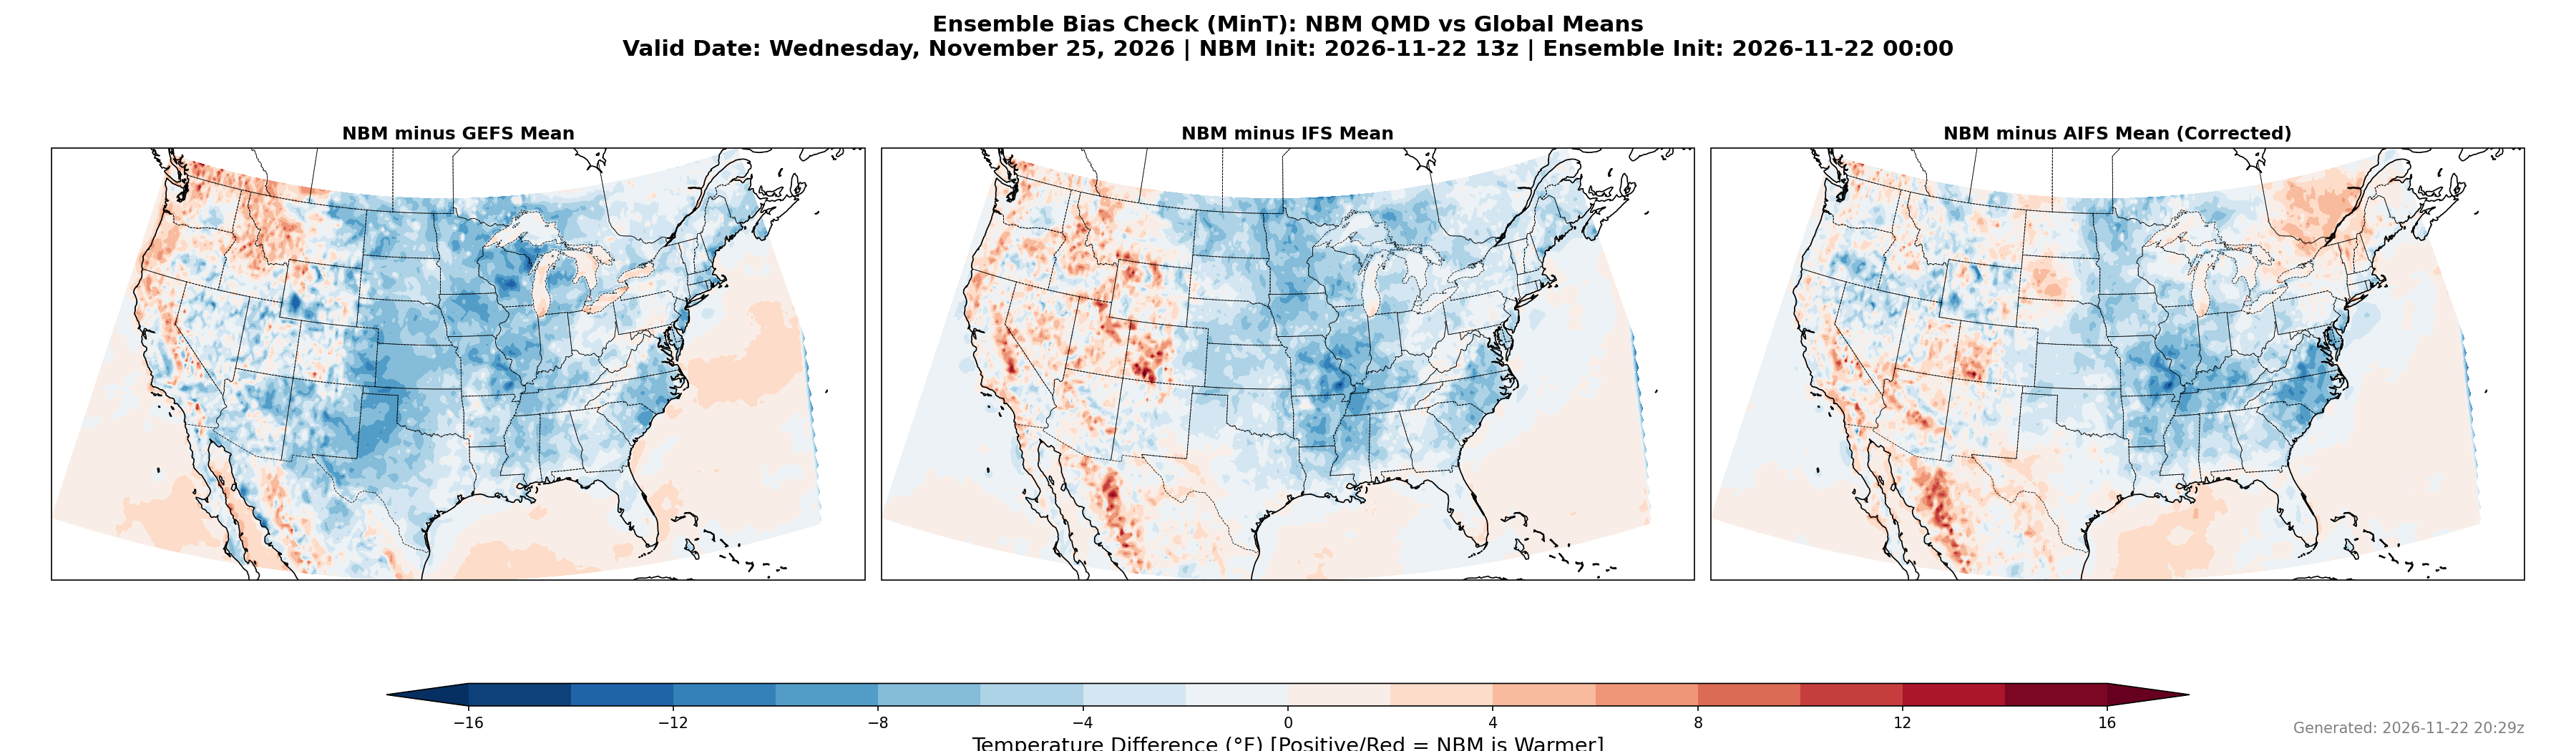 Ensemble Bias Check (MinT): NBM QMD vs Global Means
Valid Date: Wednesday, November 25, 2026 | NBM Init: 2026-11-22 13z | Ensemble Init: 2026-11-22 00:00
NBM minus GEFS Mean
NBM minus IFS Mean
NBM minus AIFS Mean (Corrected)
−16 −12 −8 −4 0 4 8 12 16
Generated: 2026-11-22 20:29z
Temperature Difference (°F) [Positive/Red = NBM is Warmer]